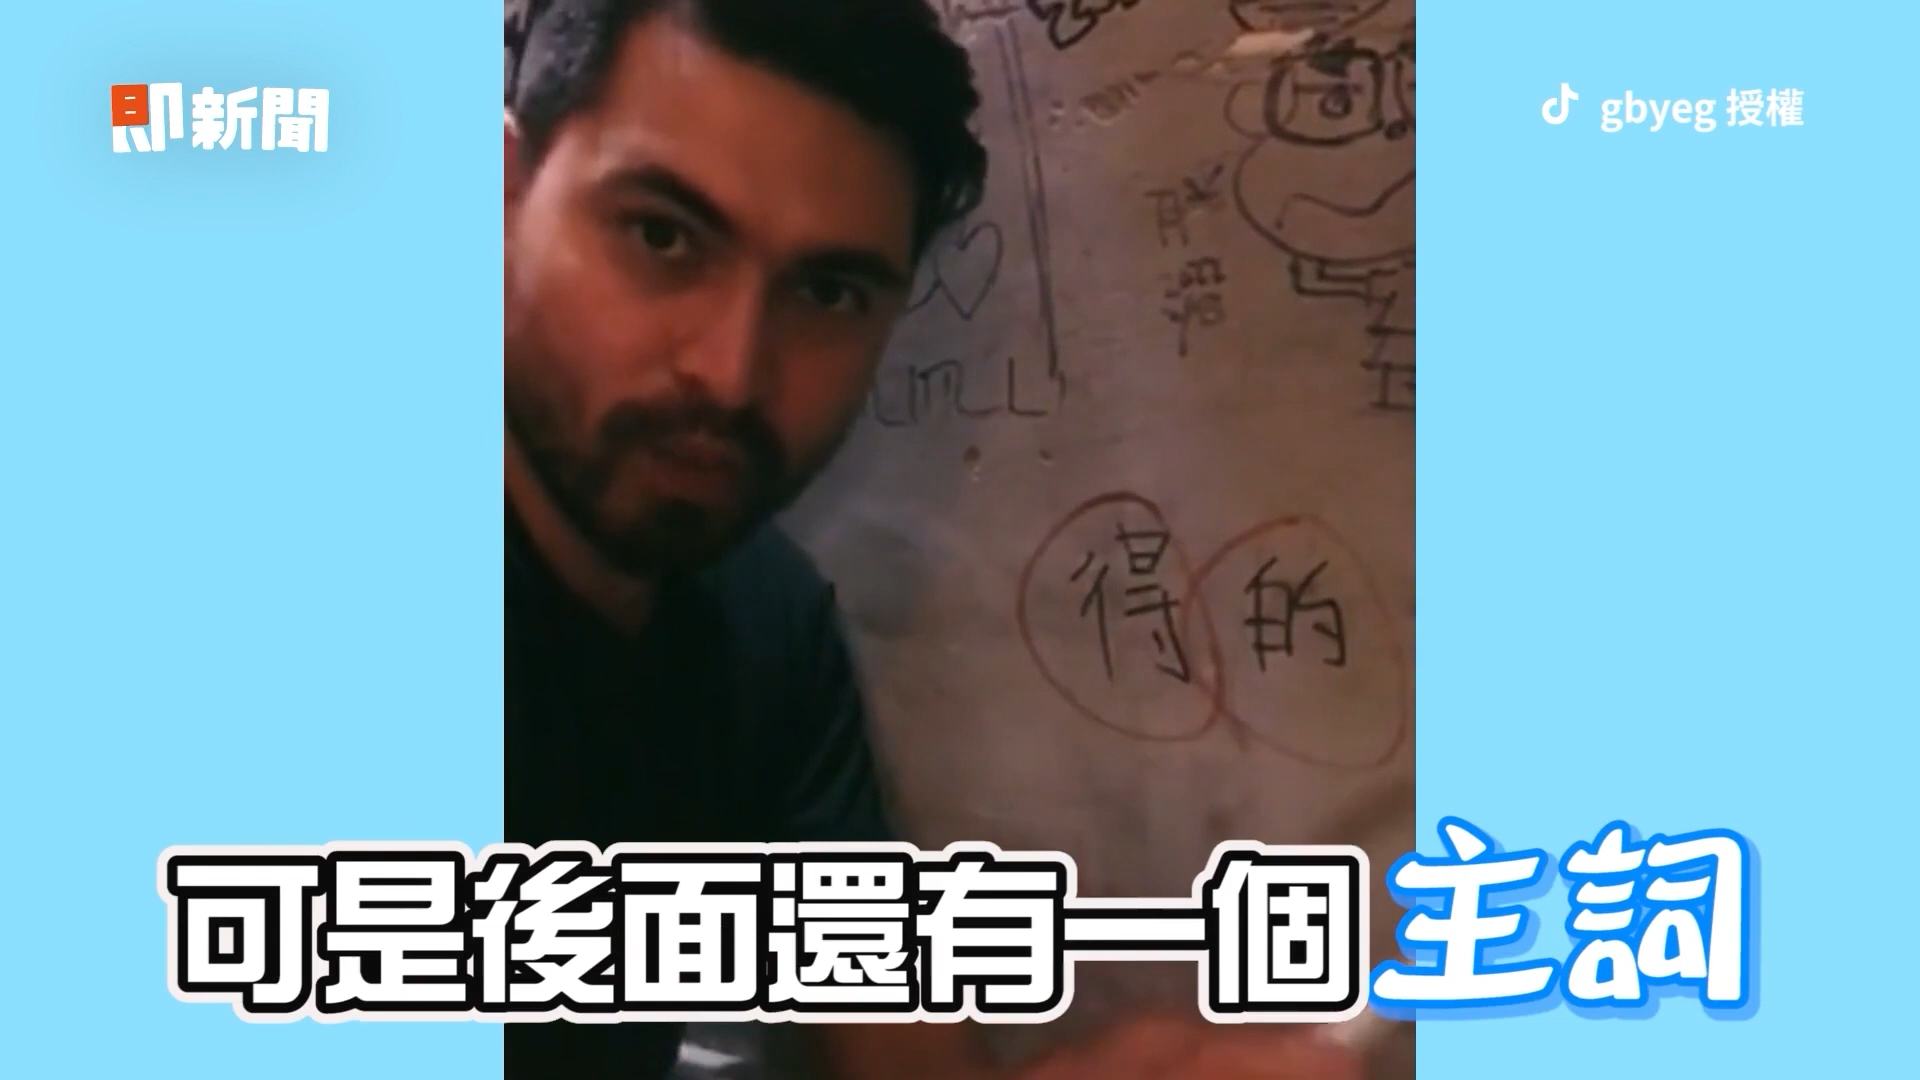 即新聞
gbyeg 授權
得 的
可是後面還有一個主詞